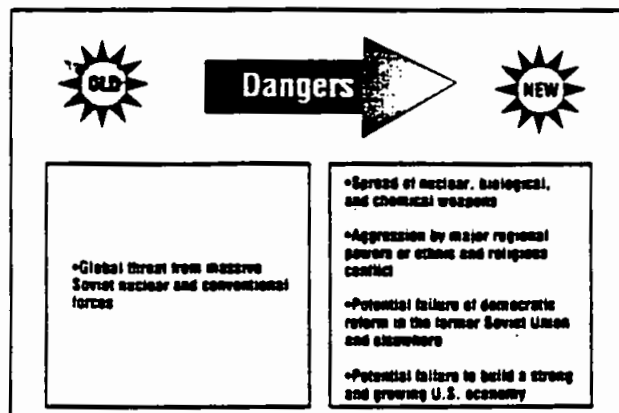 OLD
Dangers
NEW
•Global threat from massive
Soviet nuclear and conventional
forces
•Spread of nuclear, biological,
and chemical weapons
•Aggression by major regional
powers or ethnic and religious
conflict
•Potential failure of democratic
reform in the former Soviet Union
and elsewhere
•Potential failure to build a strong
and growing U.S. economy